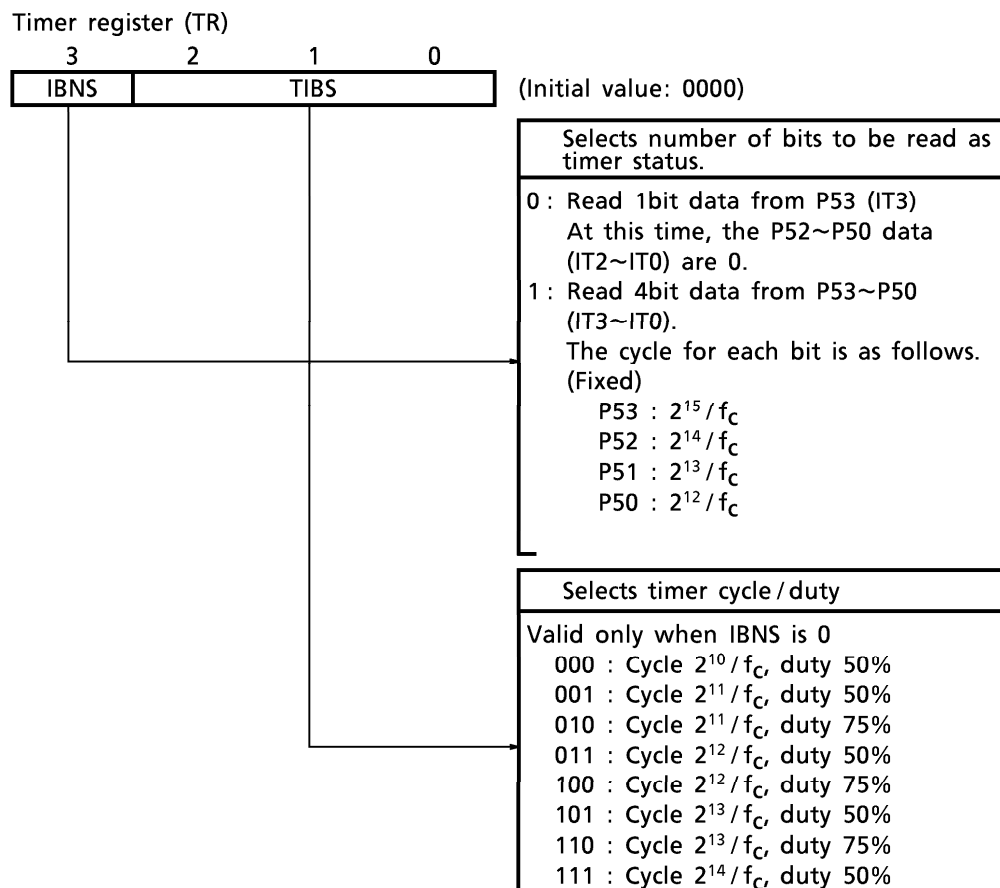 Timer register (TR)
3 2 1 0
IBNS TIBS (Initial value: 0000)
Selects number of bits to be read as
timer status.
0 : Read 1bit data from P53 (IT3)
At this time, the P52~P50 data
(IT2~IT0) are 0.
1 : Read 4bit data from P53~P50
(IT3~IT0).
The cycle for each bit is as follows.
(Fixed)
P53 : 2¹⁵/fC
P52 : 2¹⁴/fC
P51 : 2¹³/fC
P50 : 2¹²/fC
Selects timer cycle/duty
Valid only when IBNS is 0
000 : Cycle 2¹⁰/fC, duty 50%
001 : Cycle 2¹¹/fC, duty 50%
010 : Cycle 2¹¹/fC, duty 75%
011 : Cycle 2¹²/fC, duty 50%
100 : Cycle 2¹²/fC, duty 75%
101 : Cycle 2¹³/fC, duty 50%
110 : Cycle 2¹³/fC, duty 75%
111 : Cycle 2¹⁴/fC, duty 50%